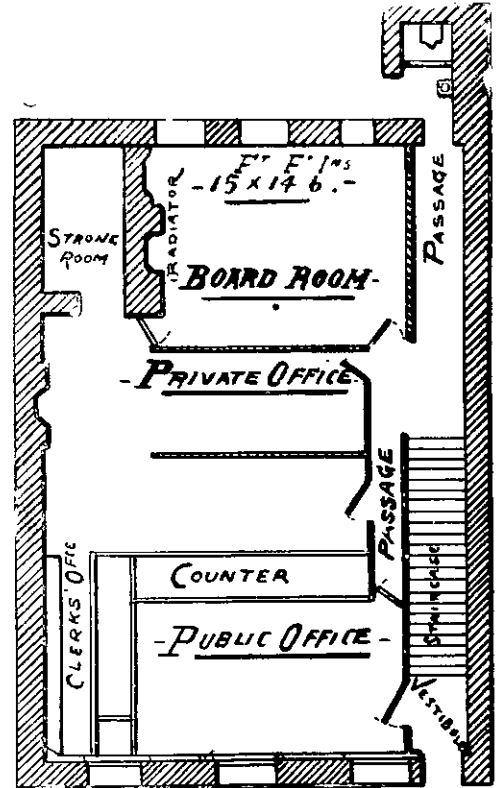 Ft Ft Ins
- 15 x 14 6. -
STRONG
ROOM
RADIATOR
PASSAGE
BOARD ROOM -
- PRIVATE OFFICE -
PASSAGE
CLERKS' OFFICE
COUNTER
STAIRCASE
- PUBLIC OFFICE -
VESTIBULE